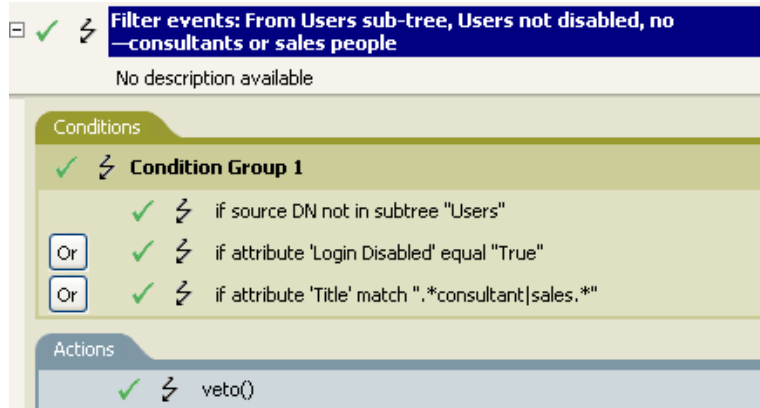 Filter events: From Users sub-tree, Users not disabled, no
—consultants or sales people
No description available
Conditions
Condition Group 1
if source DN not in subtree "Users"
Or if attribute 'Login Disabled' equal "True"
Or if attribute 'Title' match ".*consultant|sales.*"
Actions
veto()